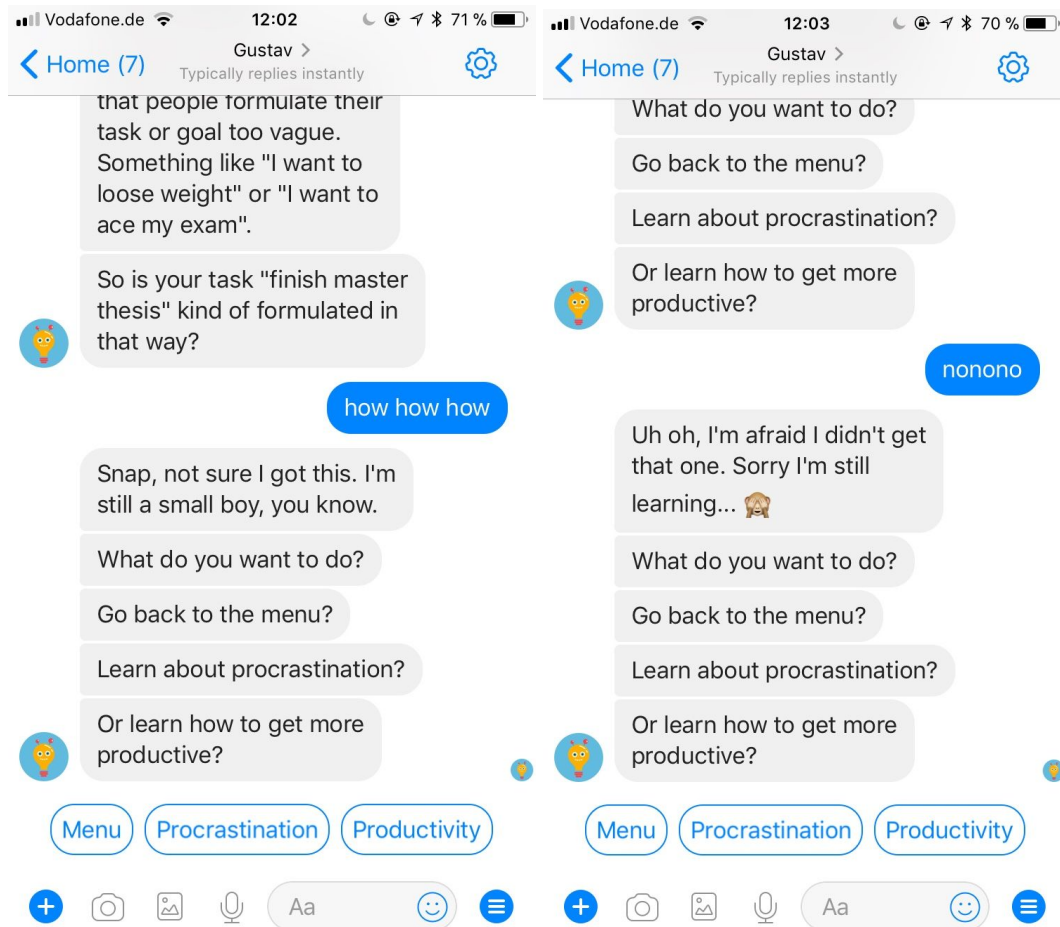 Vodafone.de 12:02 71 %
Home (7)
Gustav
Typically replies instantly
that people formulate their
task or goal too vague.
Something like "I want to
loose weight" or "I want to
ace my exam".
So is your task "finish master
thesis" kind of formulated in
that way?
how how how
Snap, not sure I got this. I'm
still a small boy, you know.
What do you want to do?
Go back to the menu?
Learn about procrastination?
Or learn how to get more
productive?
Menu Procrastination Productivity
Aa
Vodafone.de 12:03 70 %
Home (7)
Gustav
Typically replies instantly
What do you want to do?
Go back to the menu?
Learn about procrastination?
Or learn how to get more
productive?
nonono
Uh oh, I'm afraid I didn't get
that one. Sorry I'm still
learning... 🙈
What do you want to do?
Go back to the menu?
Learn about procrastination?
Or learn how to get more
productive?
Menu Procrastination Productivity
Aa